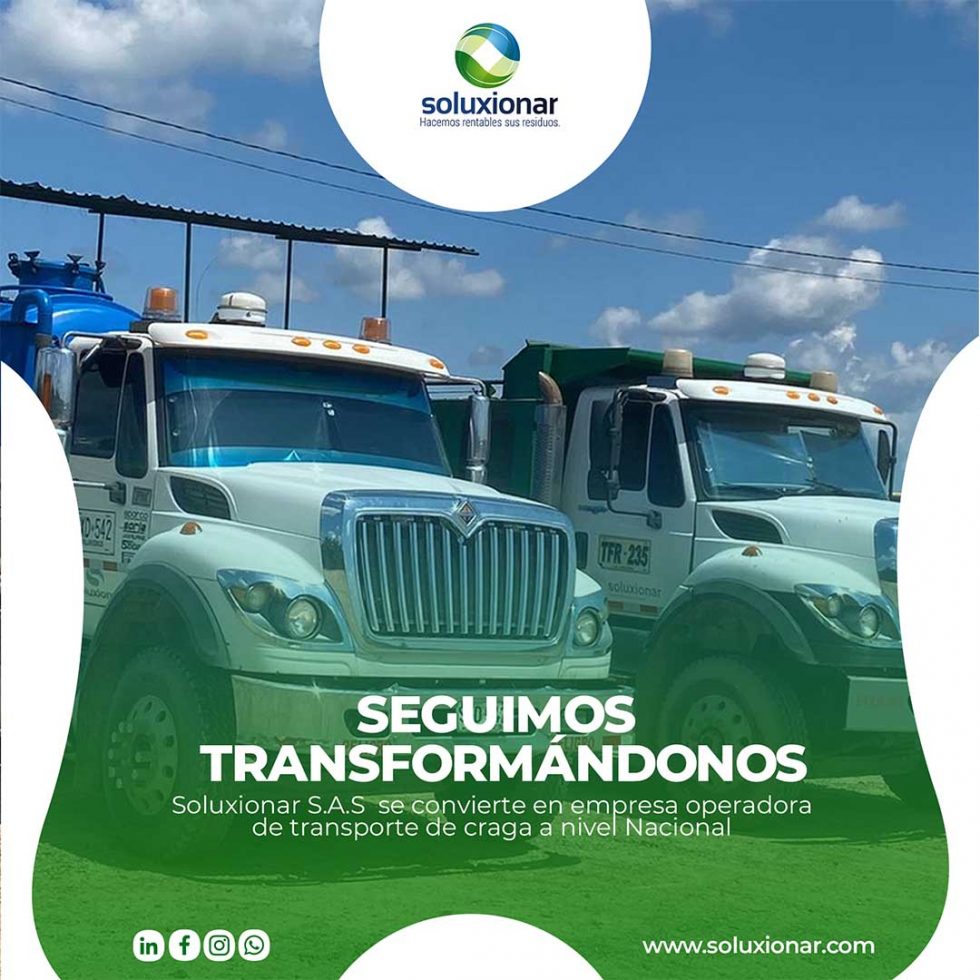 soluxionar
Hacemos rentables sus residuos.
TFR-235
soluxionar
SEGUIMOS
TRANSFORMÁNDONOS
Soluxionar S.A.S se convierte en empresa operadora
de transporte de craga a nivel Nacional
www.soluxionar.com